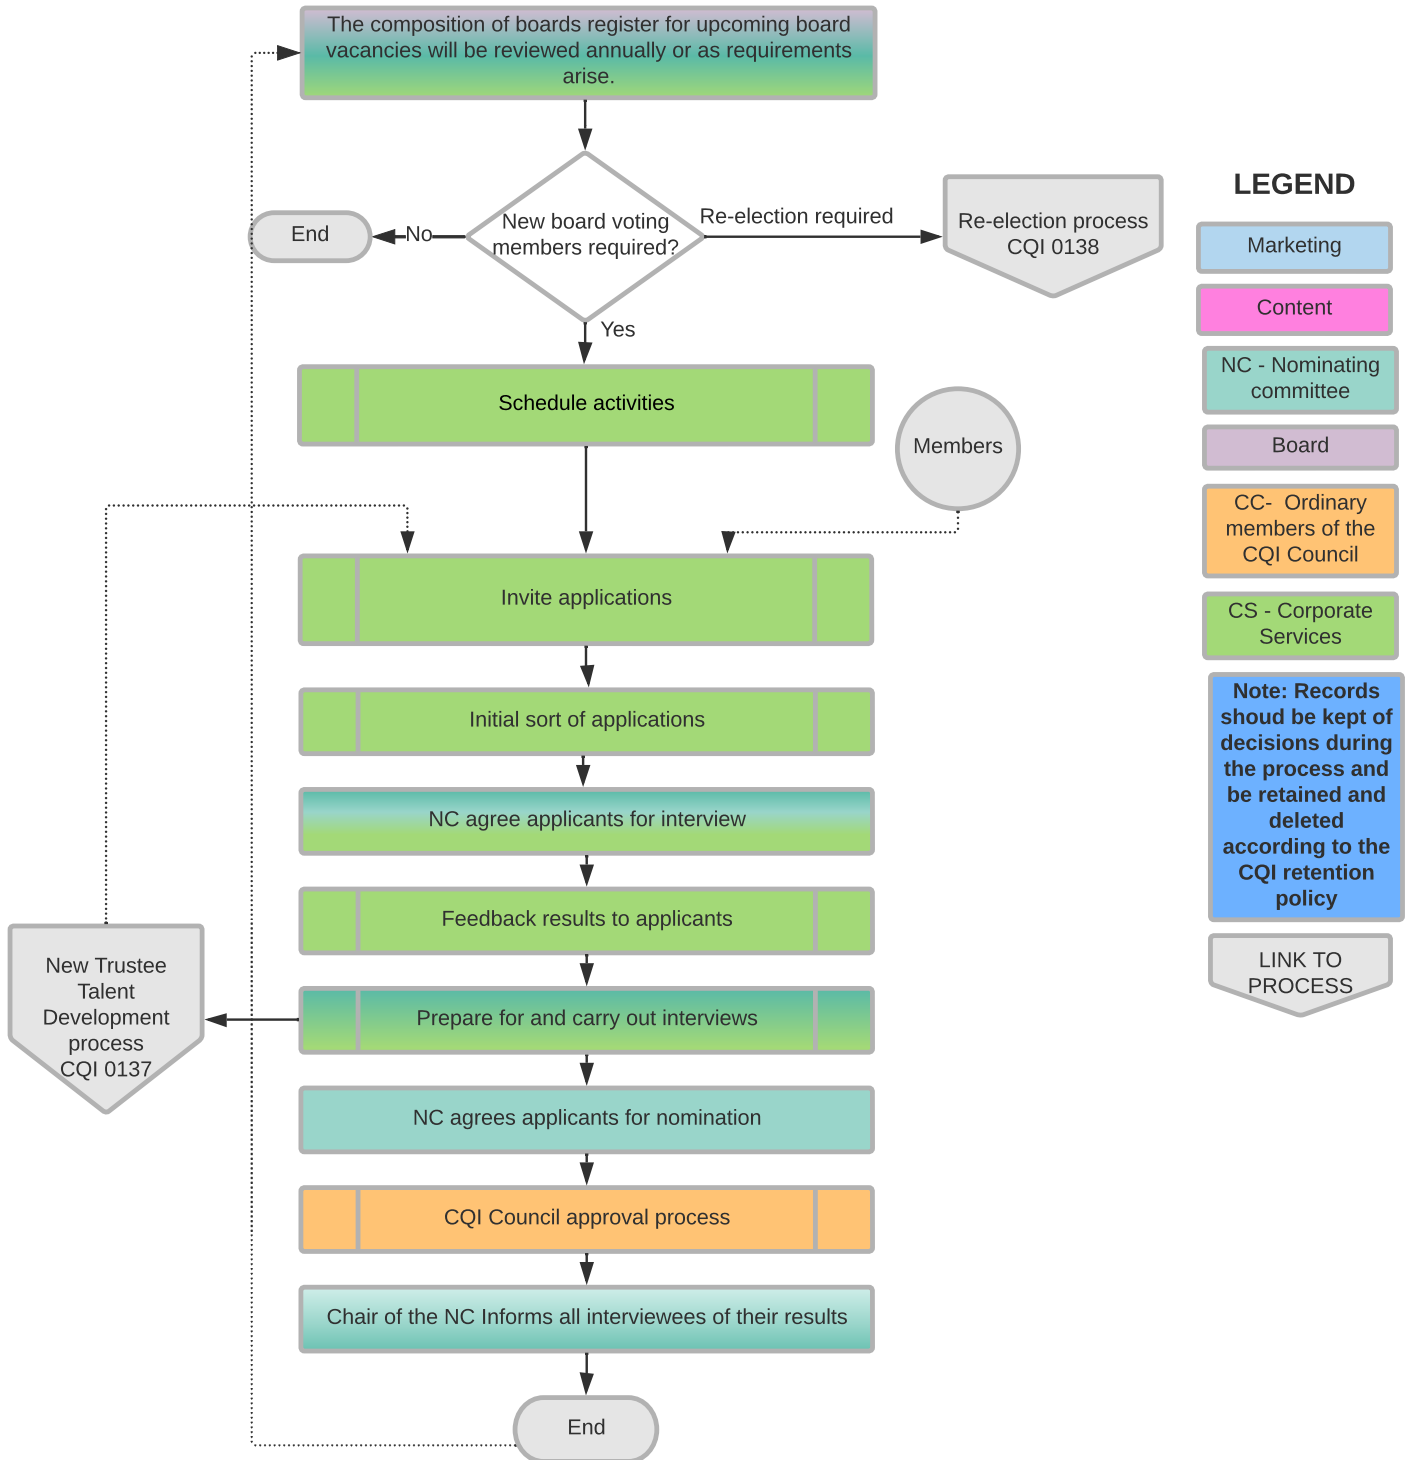 The composition of boards register for upcoming board
vacancies will be reviewed annually or as requirements
arise.
New board voting
members required?
No
End
Re-election required
Re-election process
CQI 0138
Yes
Schedule activities
Members
Invite applications
Initial sort of applications
NC agree applicants for interview
Feedback results to applicants
Prepare for and carry out interviews
New Trustee
Talent
Development
process
CQI 0137
NC agrees applicants for nomination
CQI Council approval process
Chair of the NC Informs all interviewees of their results
End
LEGEND
Marketing
Content
NC - Nominating
committee
Board
CC-  Ordinary
members of the
CQI Council
CS - Corporate
Services
Note: Records
shoud be kept of
decisions during
the process and
be retained and
deleted
according to the
CQI retention
policy
LINK TO
PROCESS